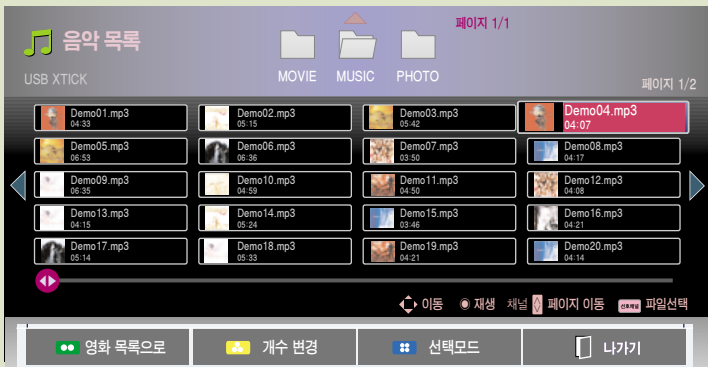 페이지 1/1
음악 목록
USB XTICK
MOVIE MUSIC PHOTO
페이지 1/2
Demo01.mp3 Demo02.mp3 Demo03.mp3 Demo04.mp3
04:33 05:15 05:42 04:07
Demo05.mp3 Demo06.mp3 Demo07.mp3 Demo08.mp3
06:53 06:36 03:50 04:17
Demo09.mp3 Demo10.mp3 Demo11.mp3 Demo12.mp3
06:35 04:59 04:50 04:08
Demo13.mp3 Demo14.mp3 Demo15.mp3 Demo16.mp3
04:15 05:24 03:46 04:21
Demo17.mp3 Demo18.mp3 Demo19.mp3 Demo20.mp3
05:14 05:33 04:21 04:14
이동 재생 채널 페이지 이동 선호채널 파일선택
영화 목록으로 개수 변경 선택모드 나가기